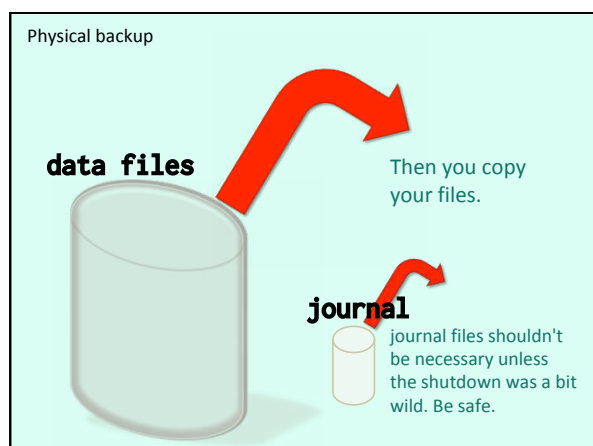 Physical backup
data files
Then you copy
your files.
journal
journal files shouldn't
be necessary unless
the shutdown was a bit
wild. Be safe.